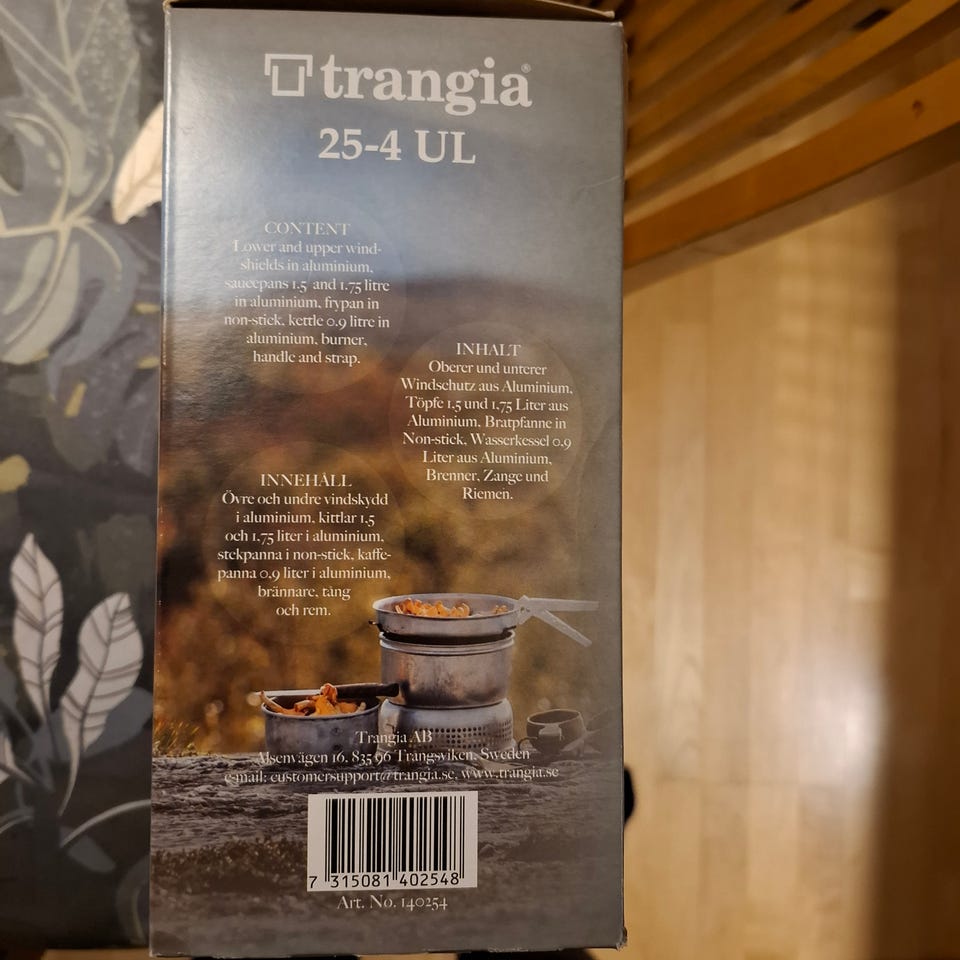 trangia®
25-4 UL
CONTENT
Lower and upper wind-
shields in aluminium,
saucepans 1.5 and 1.75 litre
in aluminium, frypan in
non-stick, kettle 0.9 litre in
aluminium, burner,
handle and strap.
INHALT
Oberer und unterer
Windschutz aus Aluminium,
Töpfe 1,5 und 1,75 Liter aus
Aluminium, Bratpfanne in
Non-stick, Wasserkessel 0,9
Liter aus Aluminium,
Brenner, Zange und
Riemen.
INNEHÅLL
Övre och undre vindskydd
i aluminium, kittlar 1,5
och 1,75 liter i aluminium,
stekpanna i non-stick, kaffe-
panna 0,9 liter i aluminium,
brännare, tång
och rem.
Trangia AB
Alsenvägen 16, 835 96 Trångsviken, Sweden
e-mail: customersupport@trangia.se, www.trangia.se
7 315081 402548
Art. No. 140254